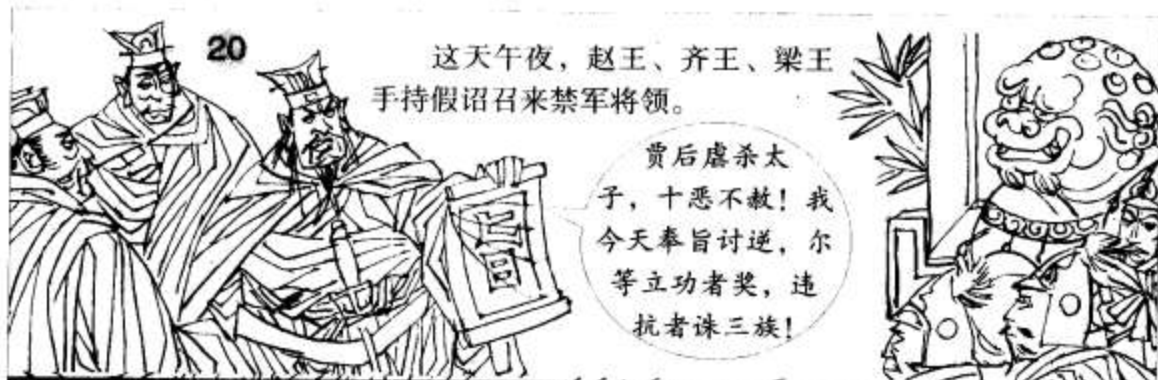 20
这天午夜，赵王、齐王、梁王
手持假诏召来禁军将领。
贾后虐杀太
子，十恶不赦！我
今天奉旨讨逆，尔
等立功者奖，违
抗者诛三族！